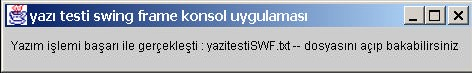 yazı testi swing frame konsol uygulaması
Yazım işlemi başarı ile gerçekleşti : yazitestiSWF.txt -- dosyasını açıp bakabilirsiniz